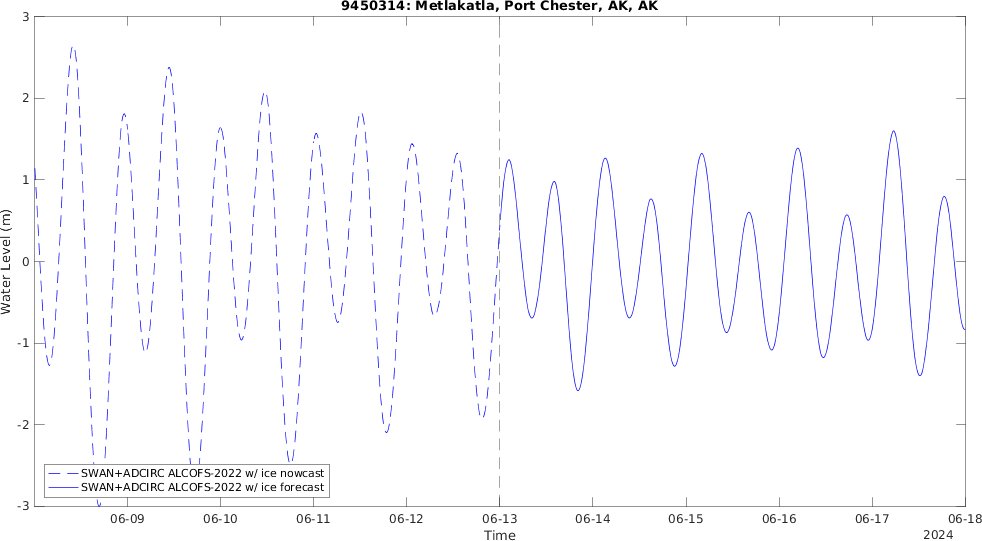 9450314: Metlakatla, Port Chester, AK, AK
3
2
1
0
-1
-2
-3
Water Level (m)
SWAN+ADCIRC ALCOFS-2022 w/ ice nowcast
SWAN+ADCIRC ALCOFS-2022 w/ ice forecast
06-09 06-10 06-11 06-12 06-13 06-14 06-15 06-16 06-17 06-18
Time
2024